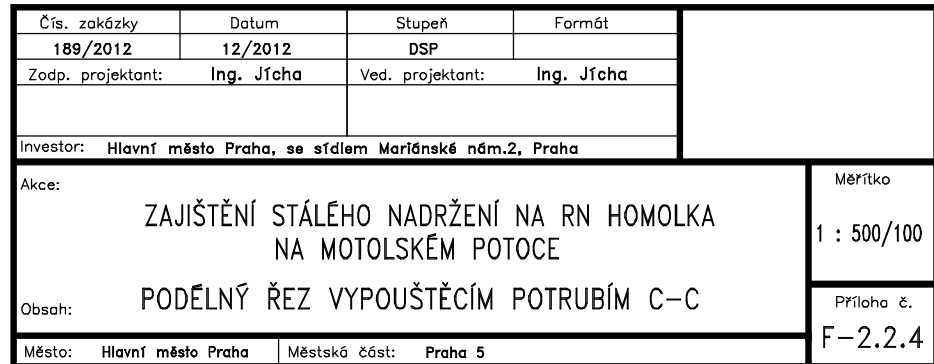 Čís. zakázky Datum Stupeň Formát
189/2012 12/2012 DSP
Zodp. projektant: Ing. Jícha Ved. projektant: Ing. Jícha
Investor: Hlavní město Praha, se sídlem Mariánské nám.2, Praha
Akce:
ZAJIŠTĚNÍ STÁLÉHO NADRŽENÍ NA RN HOMOLKA
NA MOTOLSKÉM POTOCE
Obsah: PODÉLNÝ ŘEZ VYPOUŠTĚCÍM POTRUBÍM C-C
Měřítko
1 : 500/100
Příloha č.
F-2.2.4
Město: Hlavní město Praha Městská část: Praha 5